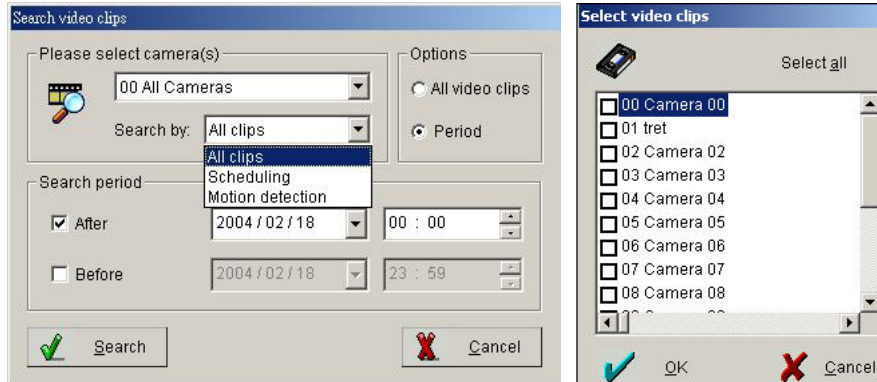 Search video clips
Please select camera(s)
00 All Cameras
Search by: All clips
All clips
Scheduling
Motion detection
Options
All video clips
Period
Search period
After 2004 / 02 / 18 00 : 00
Before 2004 / 02 / 18 23 : 59
Search
Cancel
Select video clips
Select all
00 Camera 00
01 tret
02 Camera 02
03 Camera 03
04 Camera 04
05 Camera 05
06 Camera 06
07 Camera 07
08 Camera 08
OK
Cancel